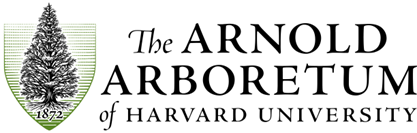 The ARNOLD
ARBORETUM
of HARVARD UNIVERSITY
1872